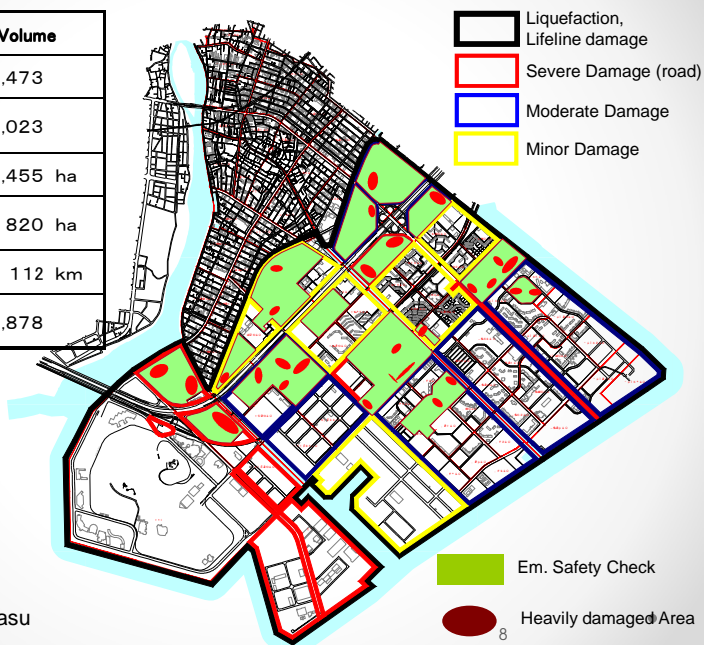 Volume
,473
,023
,455 ha
820 ha
112 km
,878
Liquefaction,
Lifeline damage
Severe Damage (road)
Moderate Damage
Minor Damage
Em. Safety Check
Heavily damaged Area
8
asu